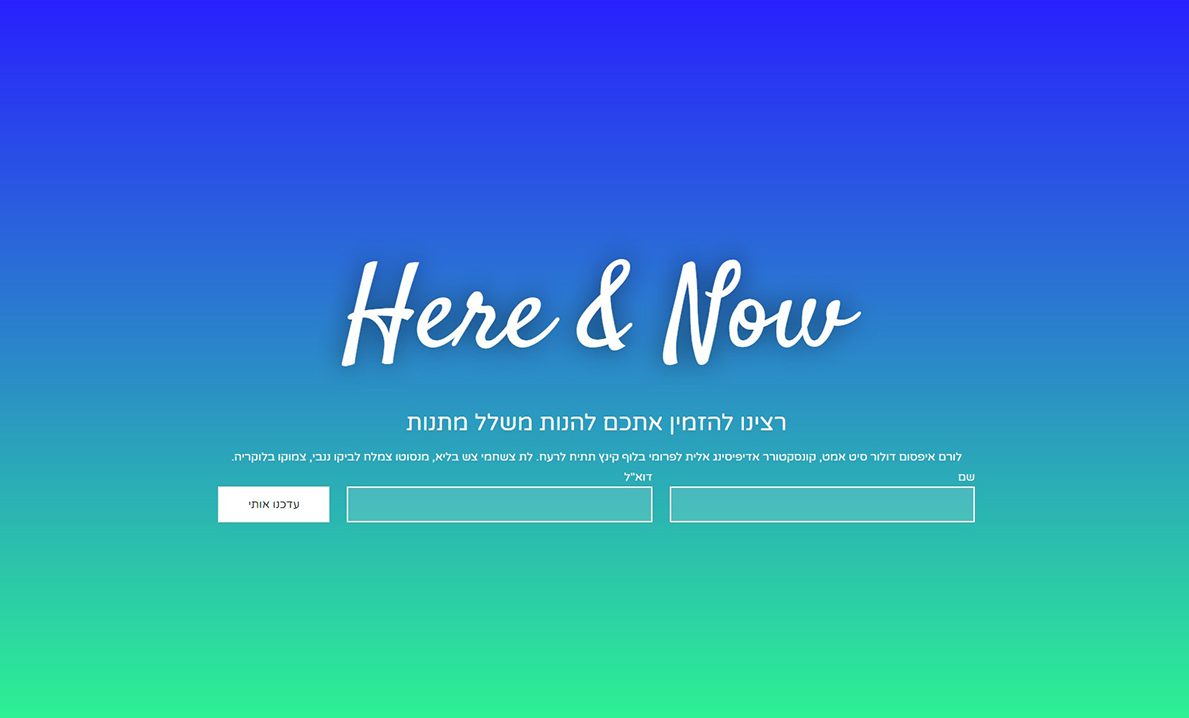 Here & Now
רצינו להזמין אתכם להנות משלל מתנות
לורם איפסום דולור סיט אמט, קונסקטורר אדיפיסינג אלית לפרומי בלוף קינץ תתיח לרעח. לת צשחמי צש בליא, מנסוטו צמלח לביקו ננבי, צמוקו בלוקריה.
שם
דוא"ל
עדכנו אותי